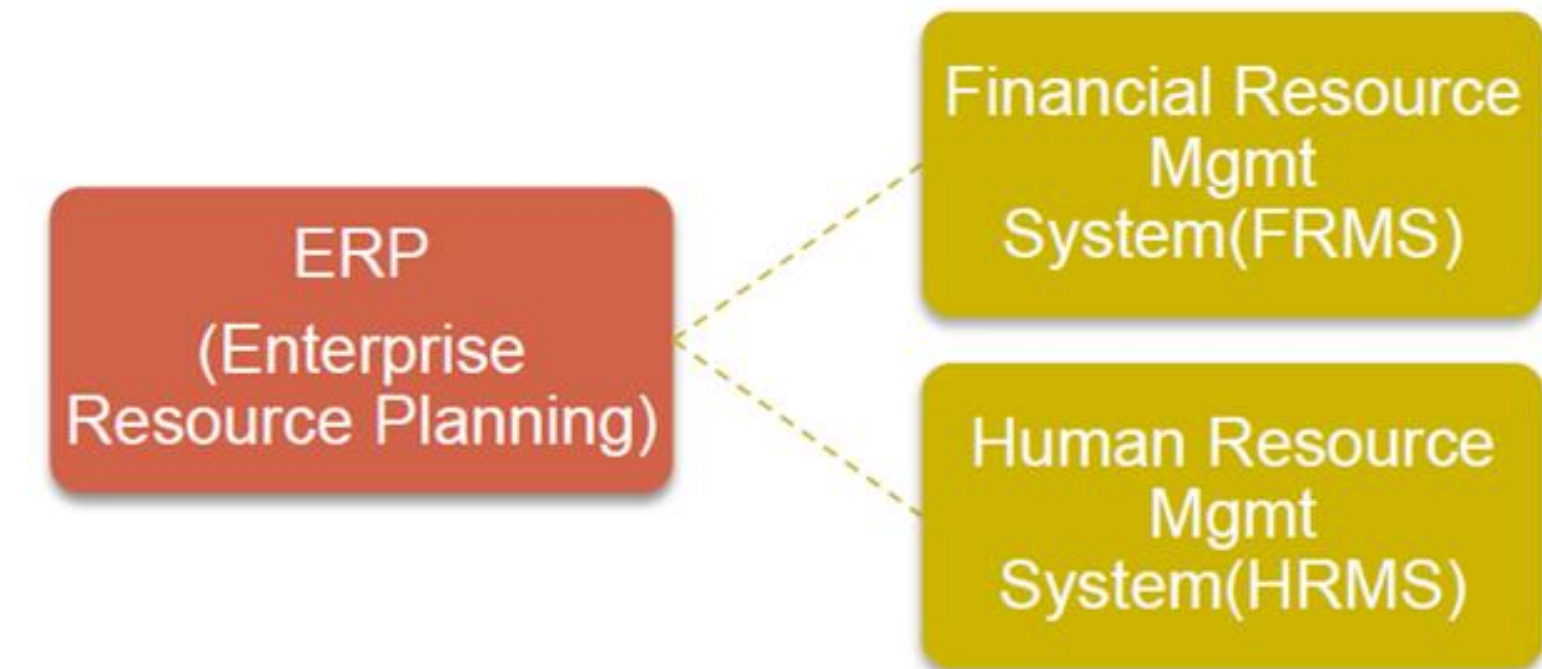 ERP
(Enterprise
Resource Planning)
Financial Resource
Mgmt
System(FRMS)
Human Resource
Mgmt
System(HRMS)